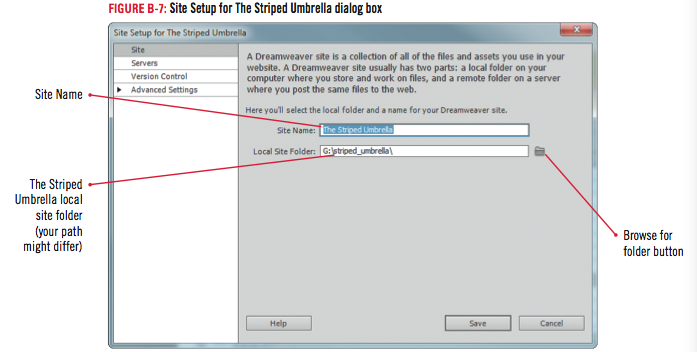 FIGURE B-7: Site Setup for The Striped Umbrella dialog box
Site Setup for The Striped Umbrella
Site
Servers
Version Control
Advanced Settings
A Dreamweaver site is a collection of all of the files and assets you use in your
website. A Dreamweaver site usually has two parts: a local folder on your
computer where you store and work on files, and a remote folder on a server
where you post the same files to the web.
Here you'll select the local folder and a name for your Dreamweaver site.
Site Name: The Striped Umbrella
Local Site Folder: G:\striped_umbrella\
Help
Save
Cancel
Site Name
The Striped
Umbrella local
site folder
(your path
might differ)
Browse for
folder button